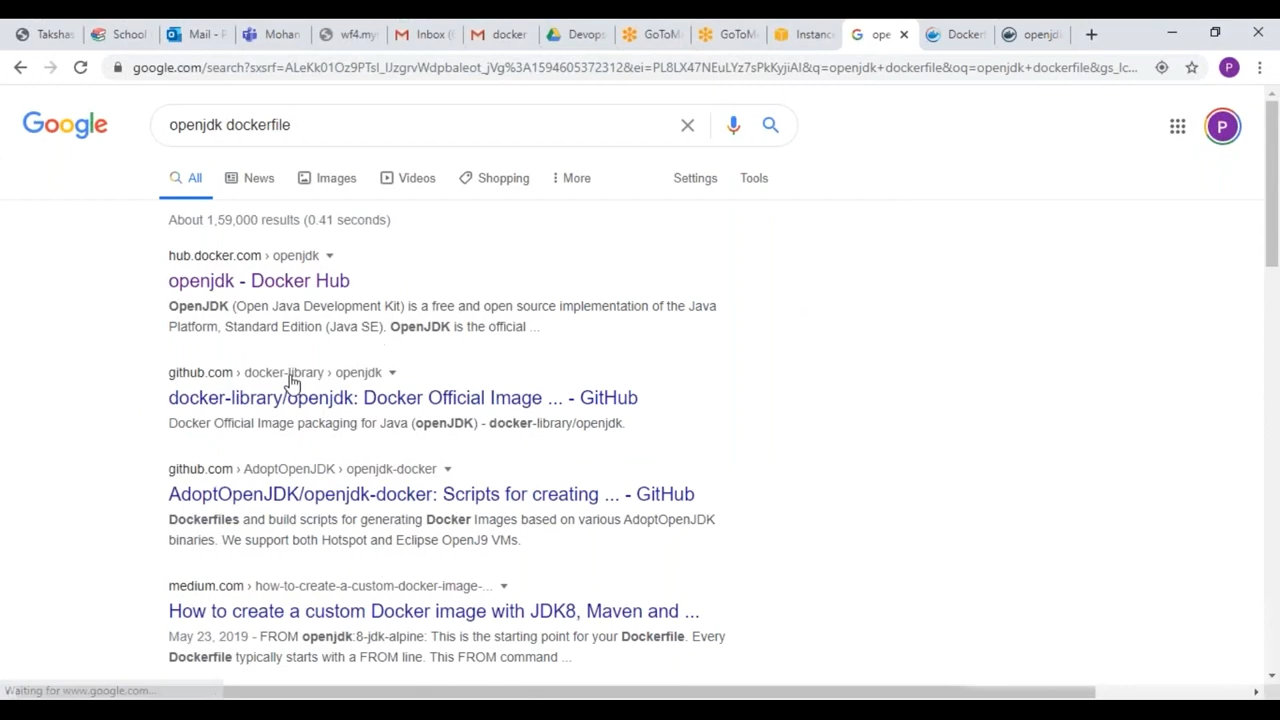 Takshas
School
Mail - F
Mohan
wf4.my
Inbox (
docker
Devops
GoToM
GoToM
Instanc
ope
Docker
openjd
google.com/search?sxsrf=ALeKk01Oz9PTsI_IJzgrvWdpbaleot_jVg%3A1594605372312&ei=PL8LX47NEuLYz7sPkKyjiAI&q=openjdk+dockerfile&oq=openjdk+dockerfile&gs_lc...
P
Google
openjdk dockerfile
P
All
News
Images
Videos
Shopping
More
Settings
Tools
About 1,59,000 results (0.41 seconds)
hub.docker.com › openjdk
openjdk - Docker Hub
OpenJDK (Open Java Development Kit) is a free and open source implementation of the Java
Platform, Standard Edition (Java SE). OpenJDK is the official ...
github.com › docker-library › openjdk
docker-library/openjdk: Docker Official Image ... - GitHub
Docker Official Image packaging for Java (openJDK) - docker-library/openjdk.
github.com › AdoptOpenJDK › openjdk-docker
AdoptOpenJDK/openjdk-docker: Scripts for creating ... - GitHub
Dockerfiles and build scripts for generating Docker Images based on various AdoptOpenJDK
binaries. We support both Hotspot and Eclipse OpenJ9 VMs.
medium.com › how-to-create-a-custom-docker-image-...
How to create a custom Docker image with JDK8, Maven and ...
May 23, 2019 - FROM openjdk:8-jdk-alpine: This is the starting point for your Dockerfile. Every
Dockerfile typically starts with a FROM line. This FROM command ...
Waiting for www.google.com...